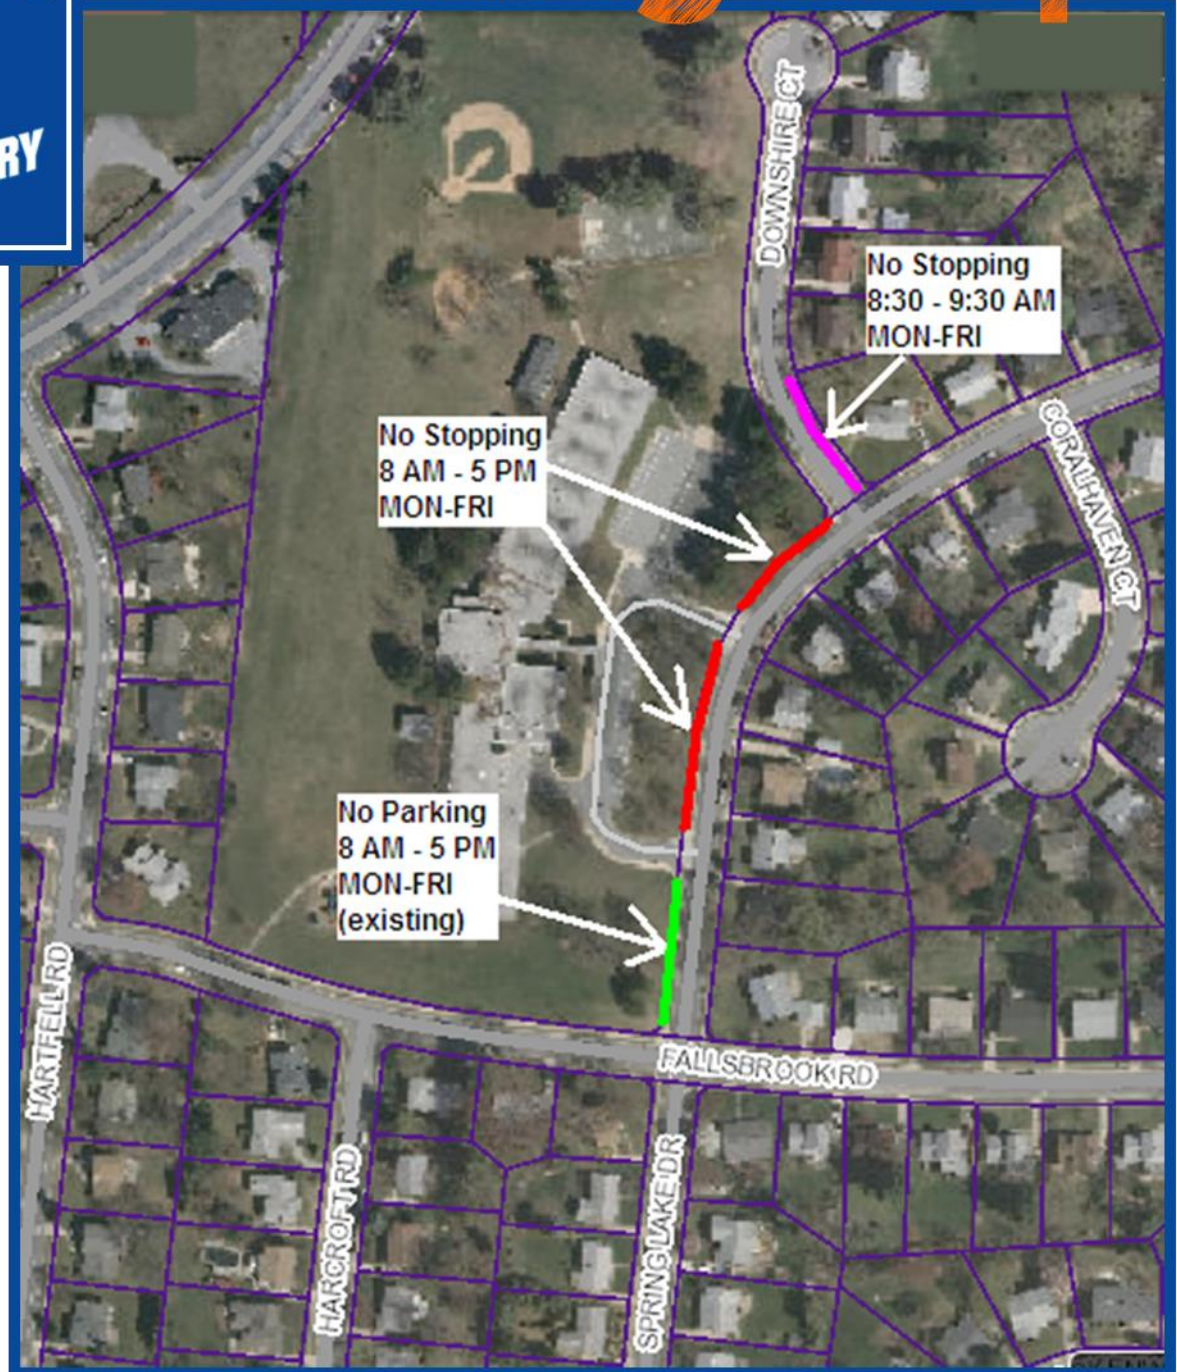 RY
DOWNSHIRE CT
No Stopping
8:30 - 9:30 AM
MON-FRI
CORALHAVEN CT
No Stopping
8 AM - 5 PM
MON-FRI
No Parking
8 AM - 5 PM
MON-FRI
(existing)
HARTFELL RD
FALLSBROOK RD
HARCROFT RD
SPRING LAKE DR